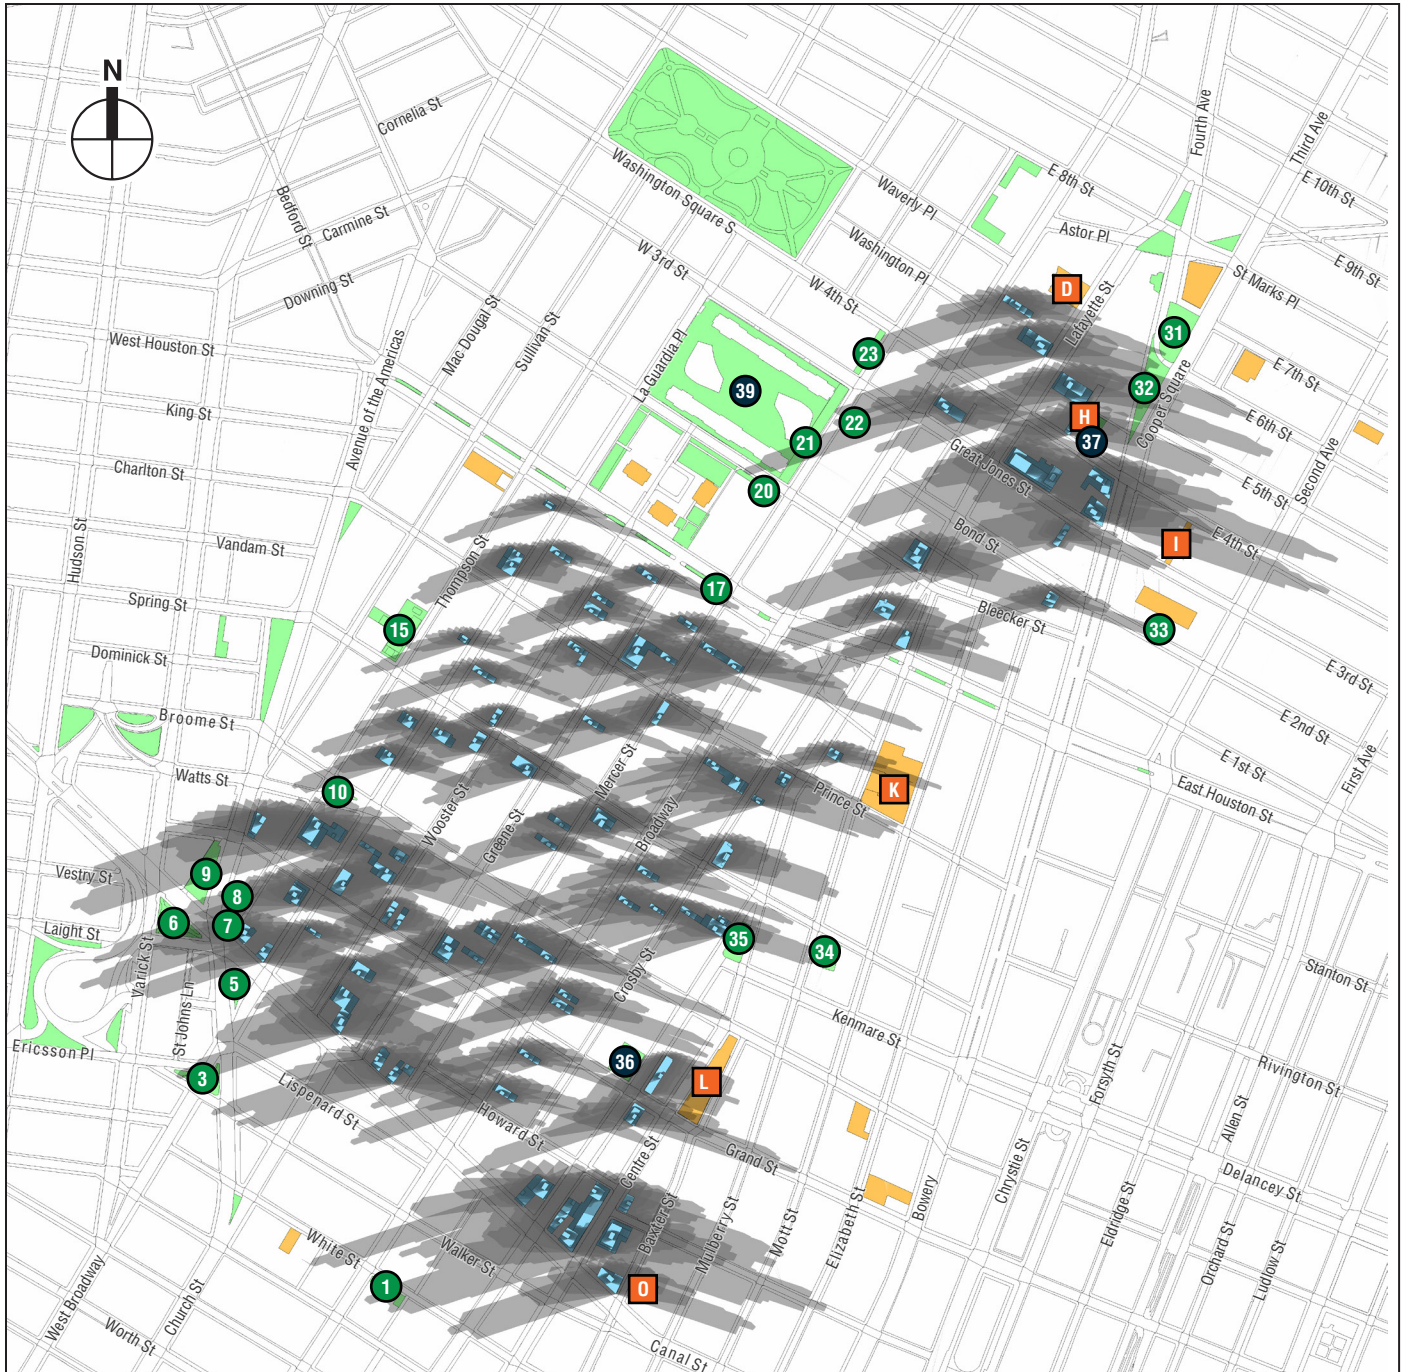 N
Cornelia St
Fourth Ave
Third Ave
Washington Square S
Waverly Pl
E 8th St
E 10th St
Bedford St
Carmine St
Washington Pl
Astor Pl
E 9th St
W 3rd St
W 4th St
St Marks Pl
Downing St
D
Lafayette St
Mac Dougal St
Sullivan St
La Guardia Pl
31
West Houston St
23
E 7th St
Avenue of the Americas
39
32
Cooper Square
King St
22
H
E 6th St
21
37
Great Jones St
Second Ave
Charlton St
20
E 5th St
Hudson St
Vandam St
Thompson St
Bond St
I
E 4th St
17
Spring St
15
Bleecker St
33
Dominick St
E 3rd St
Broome St
E 2nd St
Watts St
Mercer St
E 1st St
First Ave
10
Wooster St
Greene St
Broadway
Prince St
K
East Houston St
Vestry St
9
8
6
7
Laight St
35
34
Varick St
5
Crosby St
Stanton St
St Johns Ln
Kenmare St
Ericsson Pl
36
L
Forsyth St
Rivington St
3
Lispenard St
Howard St
Grand St
Allen St
Centre St
Chrystie St
Delancey St
Baxter St
Mulberry St
Mott St
Elizabeth St
Bowery
Eldridge St
Orchard St
Ludlow St
White St
Walker St
1
O
West Broadway
Church St
Worth St
Canal St